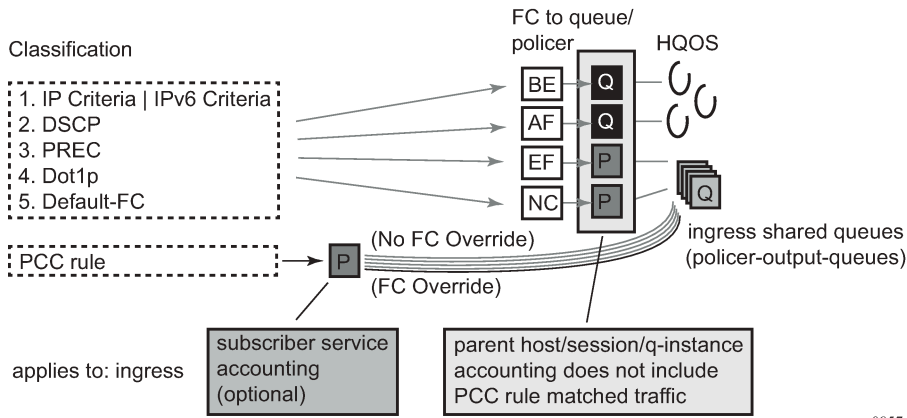 FC to queue/
policer
HQOS
Classification
1. IP Criteria | IPv6 Criteria
2. DSCP
3. PREC
4. Dot1p
5. Default-FC
BE
Q
AF
Q
EF
P
NC
P
Q
ingress shared queues
(policer-output-queues)
PCC rule
P
(No FC Override)
(FC Override)
applies to: ingress
subscriber service
accounting
(optional)
parent host/session/q-instance
accounting does not include
PCC rule matched traffic